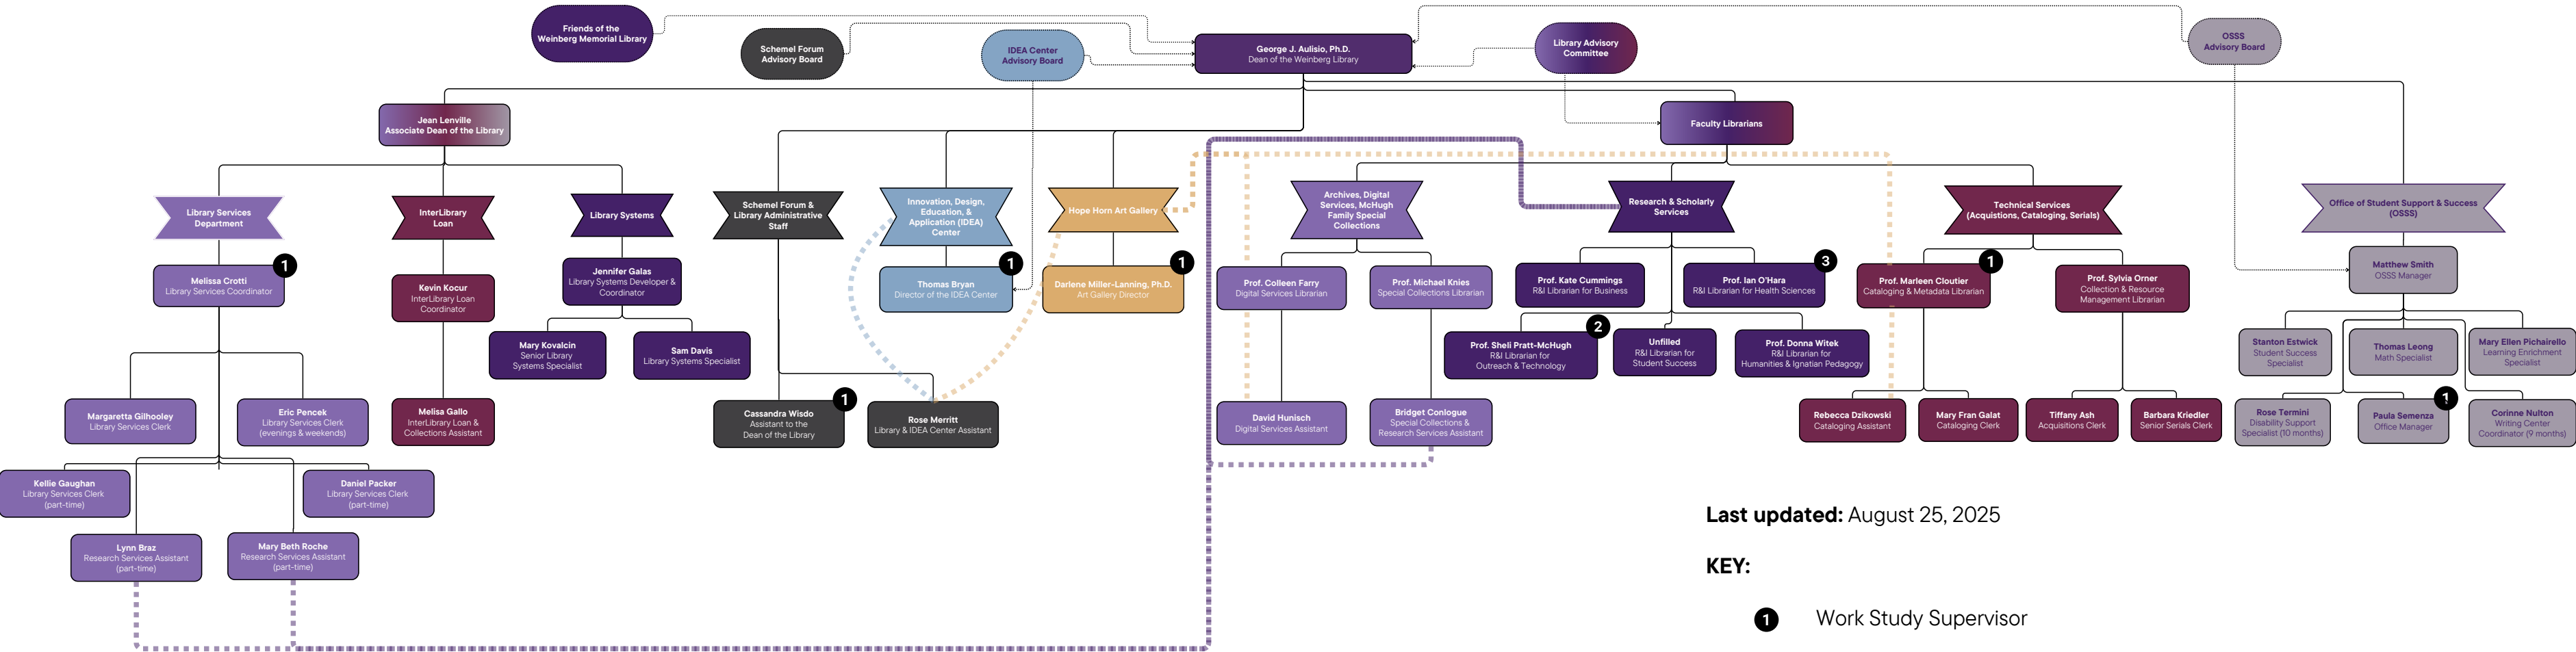 Friends of the
Weinberg Memorial Library
Schemel Forum
Advisory Board
IDEA Center
Advisory Board
George J. Aulisio, Ph.D.
Dean of the Weinberg Library
Library Advisory
Committee
OSSS
Advisory Board
Jean Lenville
Associate Dean of the Library
Faculty Librarians
Library Services
Department
InterLibrary
Loan
Library Systems
Schemel Forum &
Library Administrative
Staff
Innovation, Design,
Education, &
Application (IDEA)
Center
Hope Horn Art Gallery
Archives, Digital
Services, McHugh
Family Special
Collections
Research & Scholarly
Services
Technical Services
(Acquistions, Cataloging, Serials)
Office of Student Support & Success
(OSSS)
Melissa Crotti
Library Services Coordinator
1
Kevin Kocur
InterLibrary Loan
Coordinator
Jennifer Galas
Library Systems Developer &
Coordinator
Thomas Bryan
Director of the IDEA Center
1
Darlene Miller-Lanning, Ph.D.
Art Gallery Director
1
Prof. Colleen Farry
Digital Services Librarian
Prof. Michael Knies
Special Collections Librarian
Prof. Kate Cummings
R&I Librarian for Business
Prof. Ian O'Hara
R&I Librarian for Health Sciences
3
Prof. Marleen Cloutier
Cataloging & Metadata Librarian
1
Prof. Sylvia Orner
Collection & Resource
Management Librarian
Matthew Smith
OSSS Manager
Mary Kovalcin
Senior Library
Systems Specialist
Sam Davis
Library Systems Specialist
Prof. Sheli Pratt-McHugh
R&I Librarian for
Outreach & Technology
2
Unfilled
R&I Librarian for
Student Success
Prof. Donna Witek
R&I Librarian for
Humanities & Ignatian Pedagogy
Stanton Estwick
Student Success
Specialist
Thomas Leong
Math Specialist
Mary Ellen Pichairello
Learning Enrichment
Specialist
Margaretta Gilhooley
Library Services Clerk
Eric Pencek
Library Services Clerk
(evenings & weekends)
Melisa Gallo
InterLibrary Loan &
Collections Assistant
Cassandra Wisdo
Assistant to the
Dean of the Library
1
Rose Merritt
Library & IDEA Center Assistant
David Hunisch
Digital Services Assistant
Bridget Conlogue
Special Collections &
Research Services Assistant
Rebecca Dzikowski
Cataloging Assistant
Mary Fran Galat
Cataloging Clerk
Tiffany Ash
Acquisitions Clerk
Barbara Kriedler
Senior Serials Clerk
Rose Termini
Disability Support
Specialist (10 months)
Paula Semenza
Office Manager
1
Corinne Nulton
Writing Center
Coordinator (9 months)
Kellie Gaughan
Library Services Clerk
(part-time)
Daniel Packer
Library Services Clerk
(part-time)
Lynn Braz
Research Services Assistant
(part-time)
Mary Beth Roche
Research Services Assistant
(part-time)
Last updated: August 25, 2025
KEY:
1 Work Study Supervisor